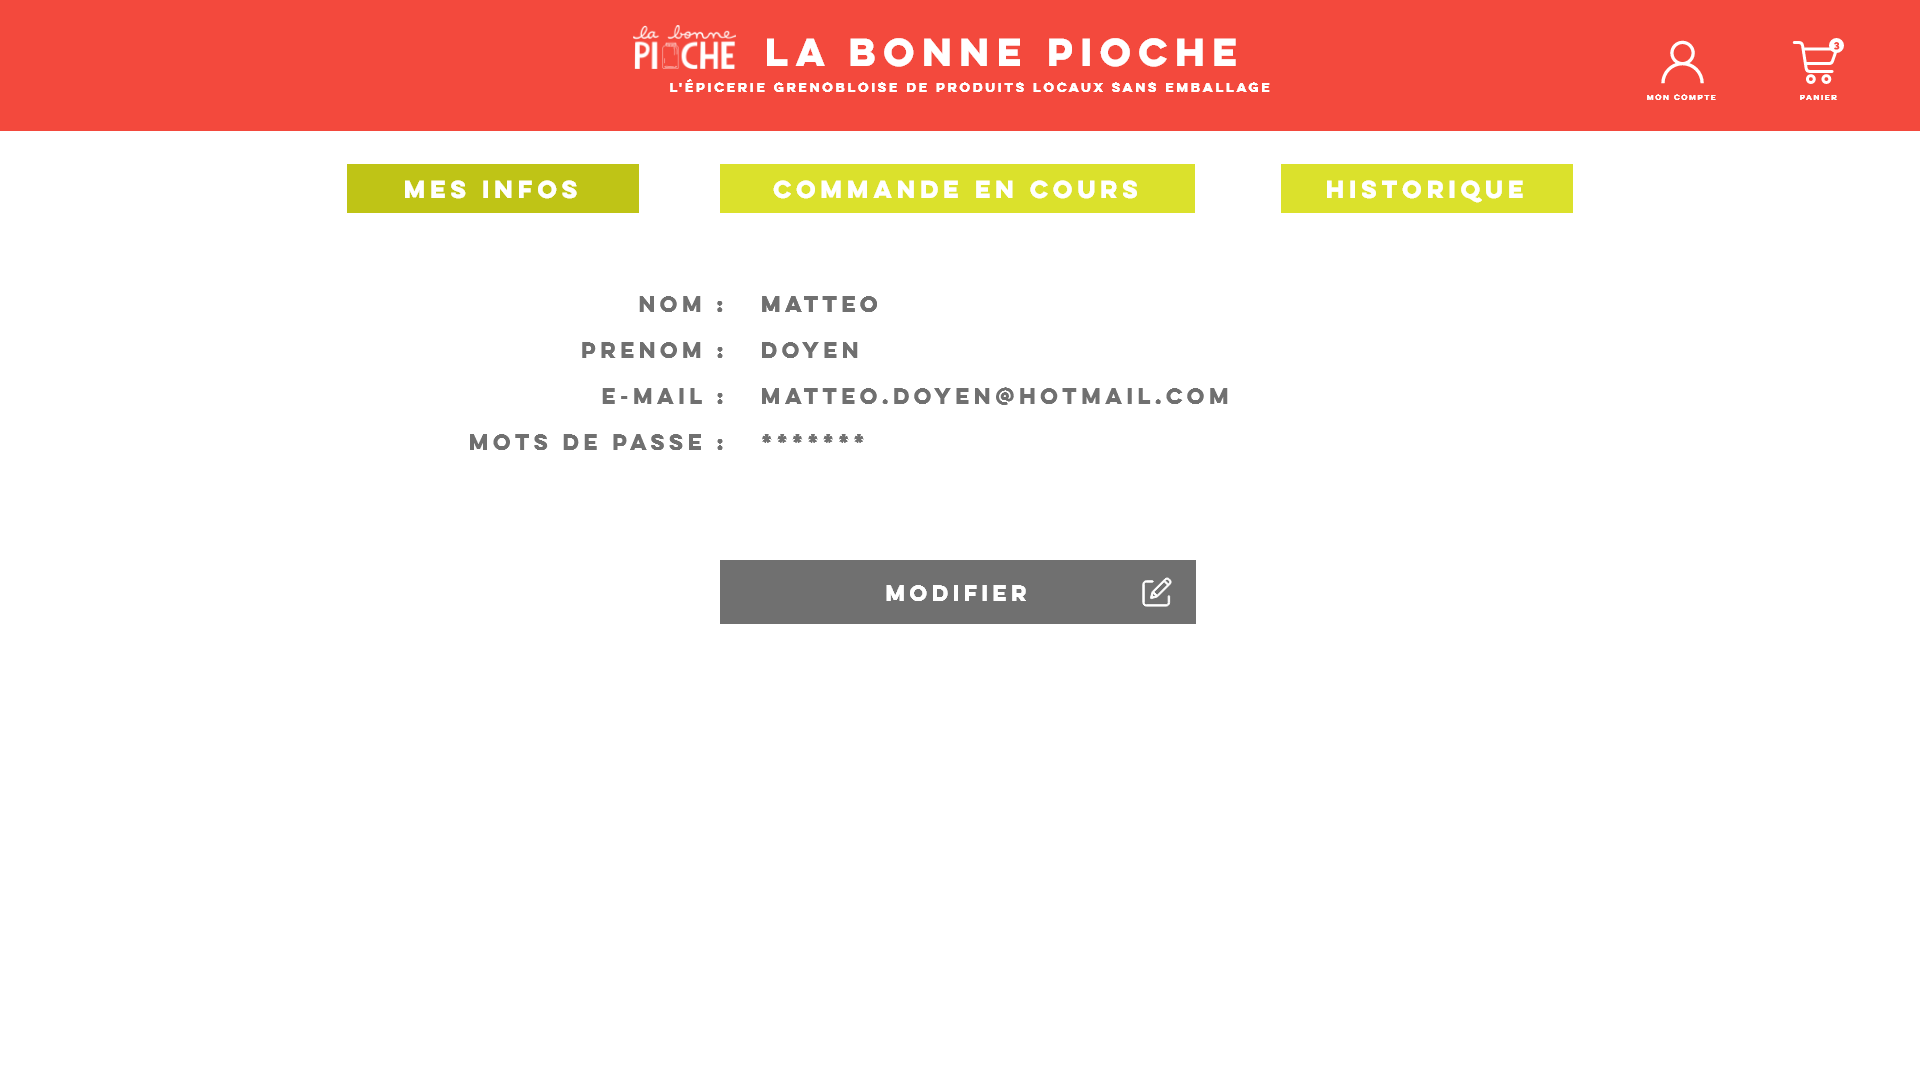 la bonne
PIOCHE
LA BONNE PIOCHE
L'ÉPICERIE GRENOBLOISE DE PRODUITS LOCAUX SANS EMBALLAGE
MON COMPTE
3
PANIER
MES INFOS
COMMANDE EN COURS
HISTORIQUE
NOM : MATTEO
PRENOM : DOYEN
E-MAIL : MATTEO.DOYEN@HOTMAIL.COM
MOTS DE PASSE : *******
MODIFIER